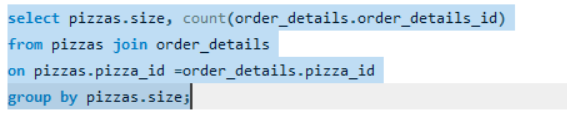 select pizzas.size, count(order_details.order_details_id)
from pizzas join order_details
on pizzas.pizza_id =order_details.pizza_id
group by pizzas.size;